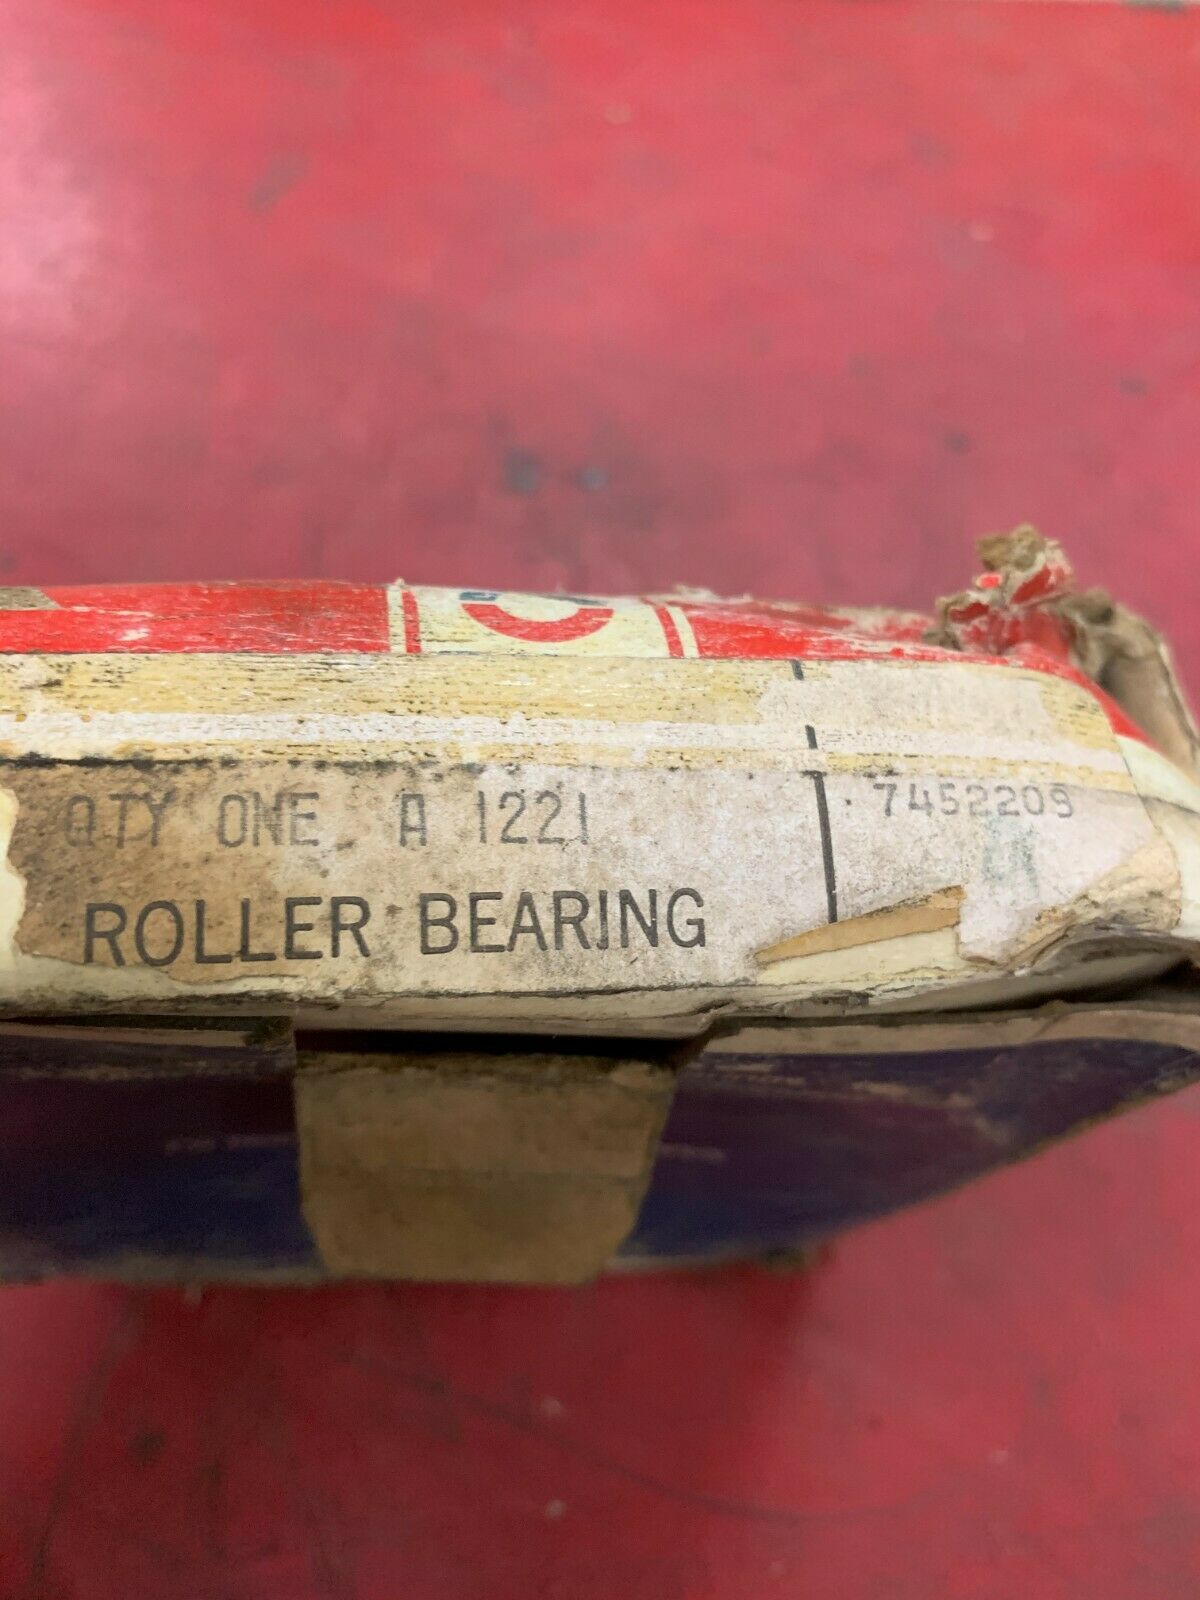 QTY ONE A 1221
7452209
ROLLER BEARING